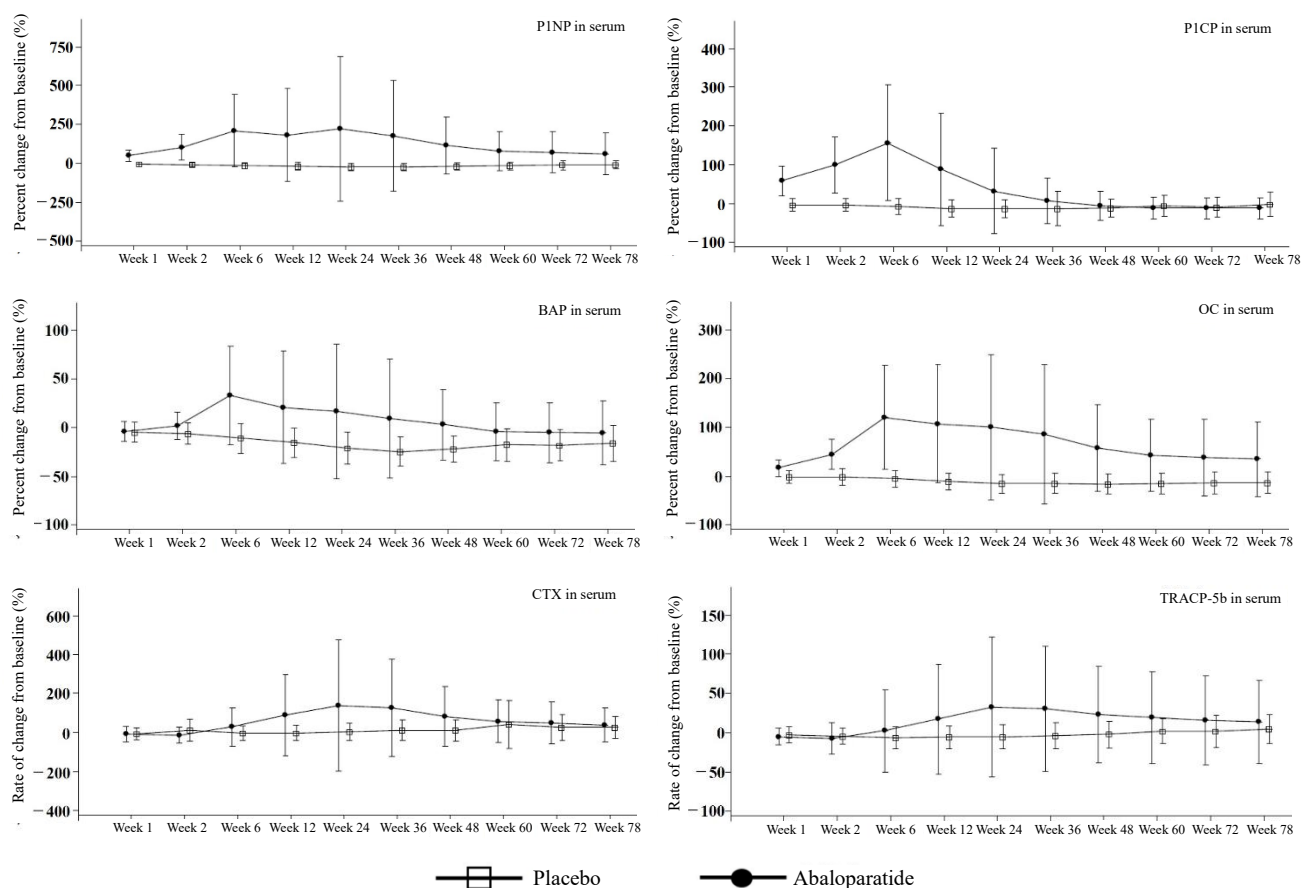 P1NP in serum
Percent change from baseline (%)
750
500
250
0
−250
−500
Week 1 Week 2 Week 6 Week 12 Week 24 Week 36 Week 48 Week 60 Week 72 Week 78
P1CP in serum
Percent change from baseline (%)
400
300
200
100
0
−100
Week 1 Week 2 Week 6 Week 12 Week 24 Week 36 Week 48 Week 60 Week 72 Week 78
BAP in serum
Percent change from baseline (%)
100
50
0
−50
−100
Week 1 Week 2 Week 6 Week 12 Week 24 Week 36 Week 48 Week 60 Week 72 Week 78
OC in serum
Percent change from baseline (%)
300
200
100
0
−100
Week 1 Week 2 Week 6 Week 12 Week 24 Week 36 Week 48 Week 60 Week 72 Week 78
CTX in serum
Rate of change from baseline (%)
600
400
200
0
−200
−400
Week 1 Week 2 Week 6 Week 12 Week 24 Week 36 Week 48 Week 60 Week 72 Week 78
TRACP-5b in serum
Rate of change from baseline (%)
150
100
50
0
−50
−100
Week 1 Week 2 Week 6 Week 12 Week 24 Week 36 Week 48 Week 60 Week 72 Week 78
Placebo Abaloparatide